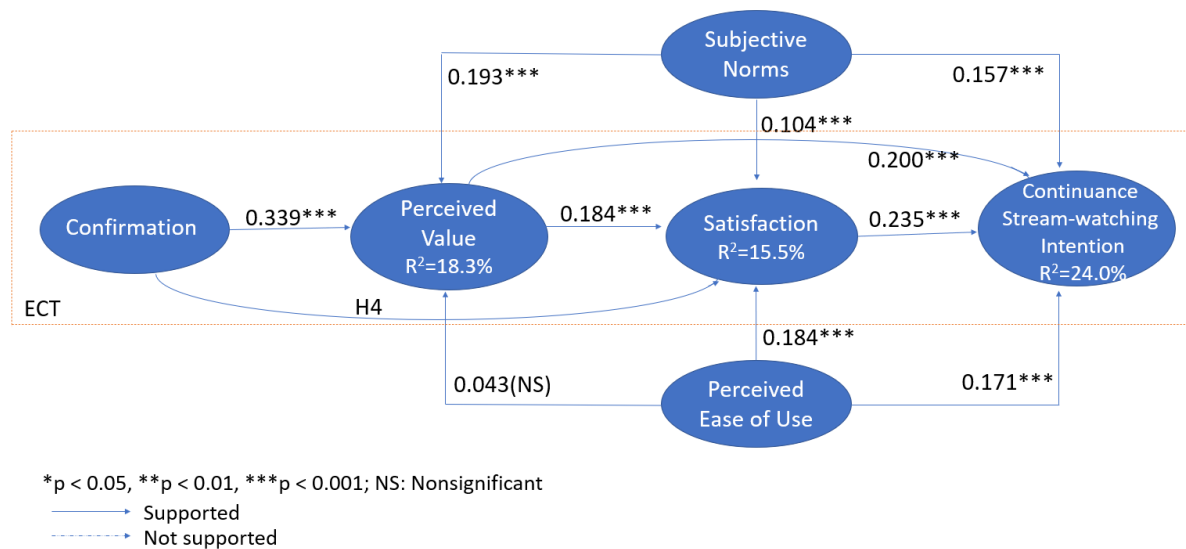 Subjective
Norms
0.193***
0.157***
0.104***
0.200***
Confirmation
0.339***
Perceived
Value
R²=18.3%
0.184***
Satisfaction
R²=15.5%
0.235***
Continuance
Stream-watching
Intention
R²=24.0%
ECT
H4
0.184***
0.043(NS)
Perceived
Ease of Use
0.171***
*p < 0.05, **p < 0.01, ***p < 0.001; NS: Nonsignificant
Supported
Not supported